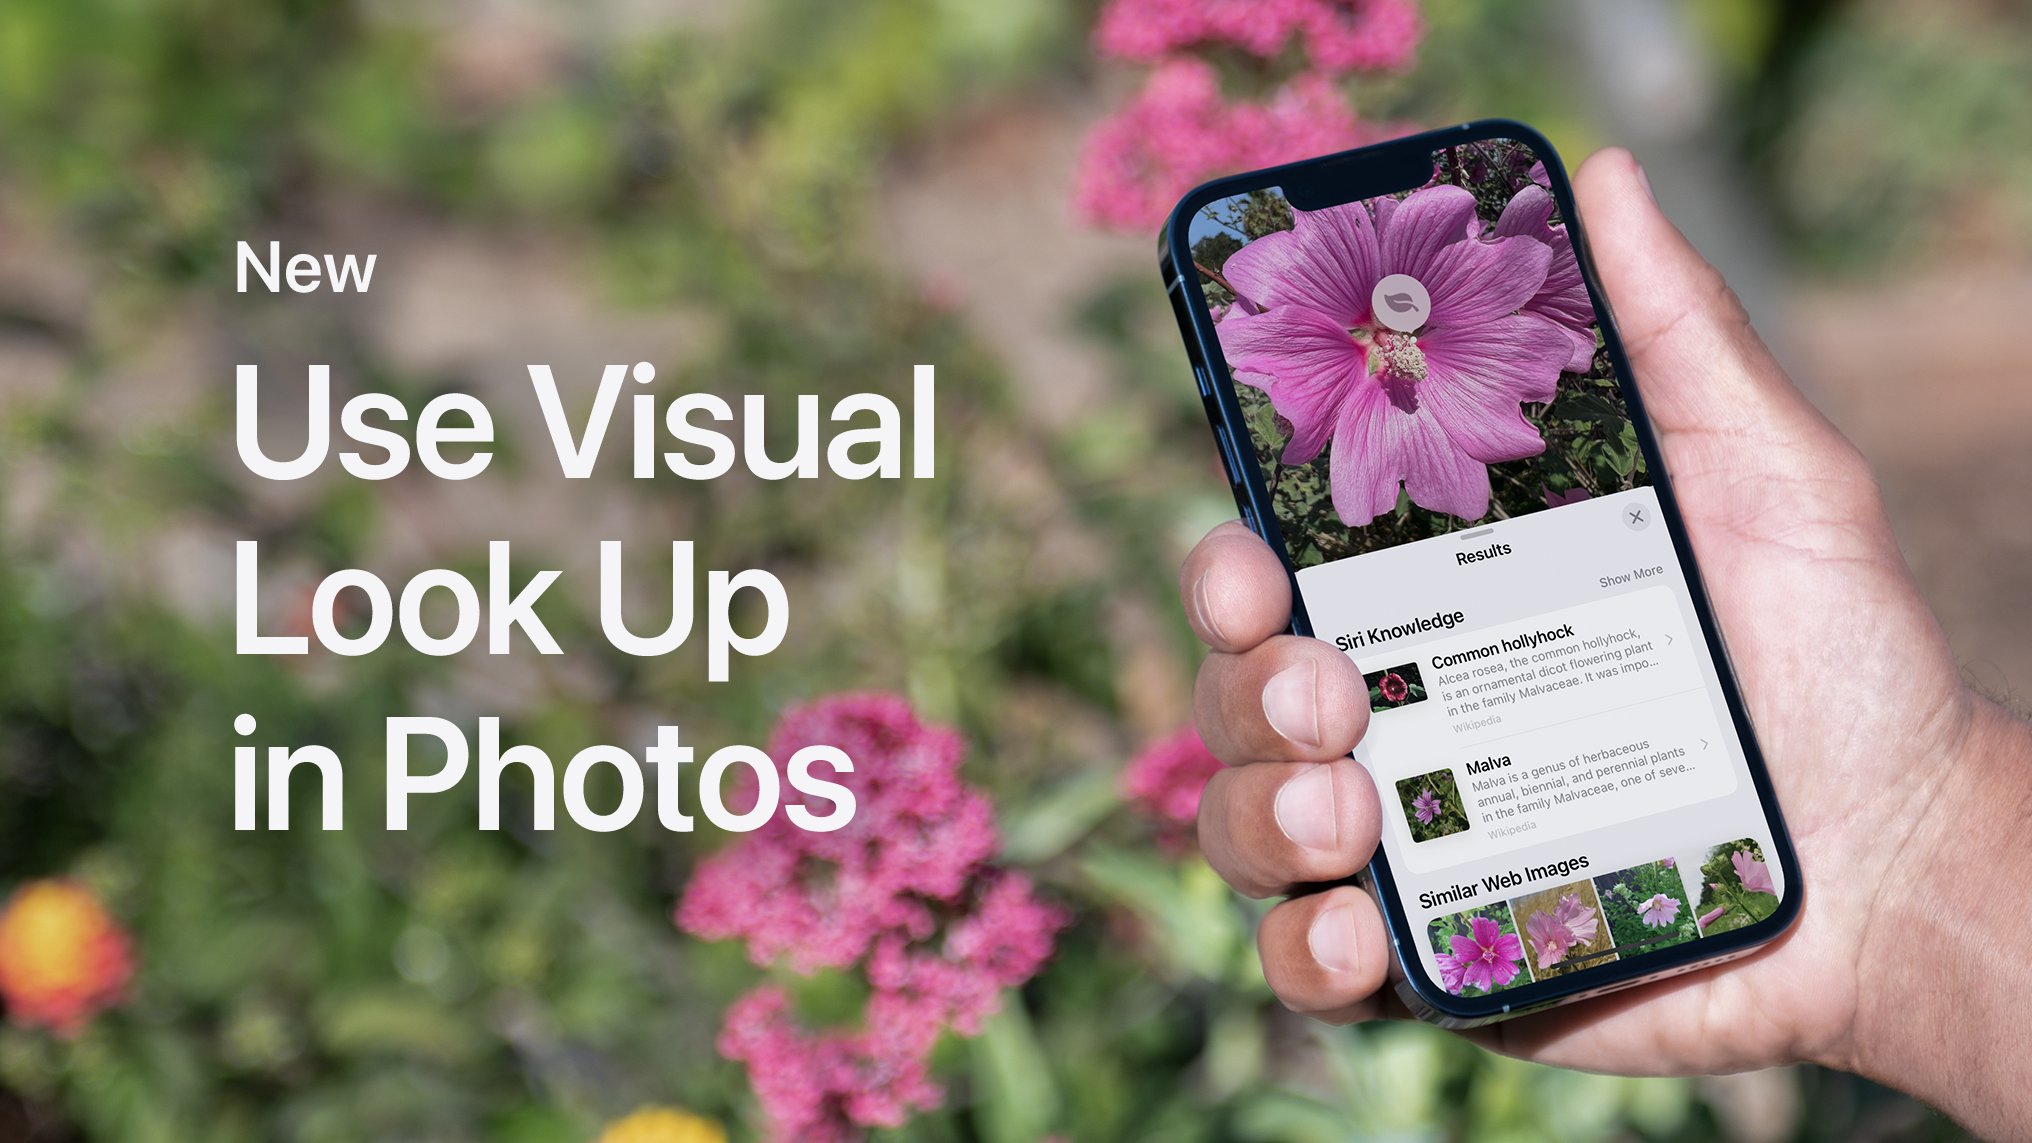 New
Use Visual
Look Up
in Photos
Results
Show More
Siri Knowledge
Common hollyhock
Alcea rosea, the common hollyhock,
is an ornamental dicot flowering plant
in the family Malvaceae. It was impo...
Wikipedia
Malva
Malva is a genus of herbaceous
annual, biennial, and perennial plants
in the family Malvaceae, one of seve...
Wikipedia
Similar Web Images